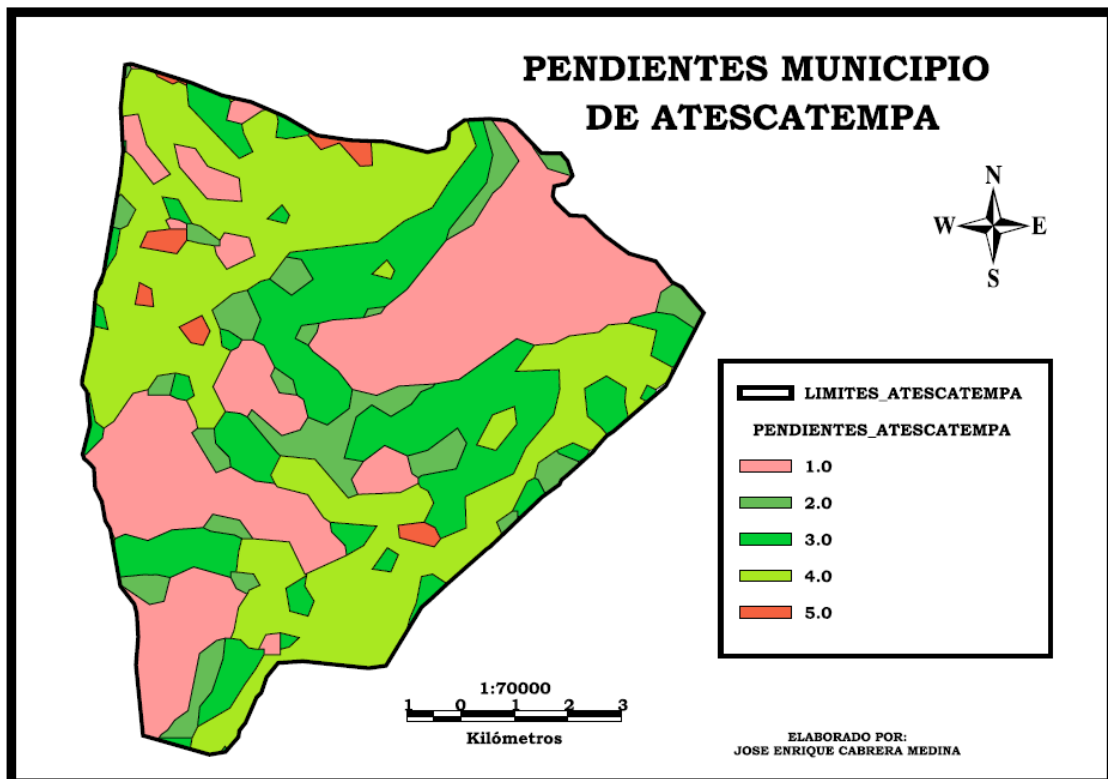 PENDIENTES MUNICIPIO
DE ATESCATEMPA
N
W E
S
LIMITES_ATESCATEMPA
PENDIENTES_ATESCATEMPA
1.0
2.0
3.0
4.0
5.0
1:70000
1 0 1 2 3
Kilómetros
ELABORADO POR:
JOSE ENRIQUE CABRERA MEDINA